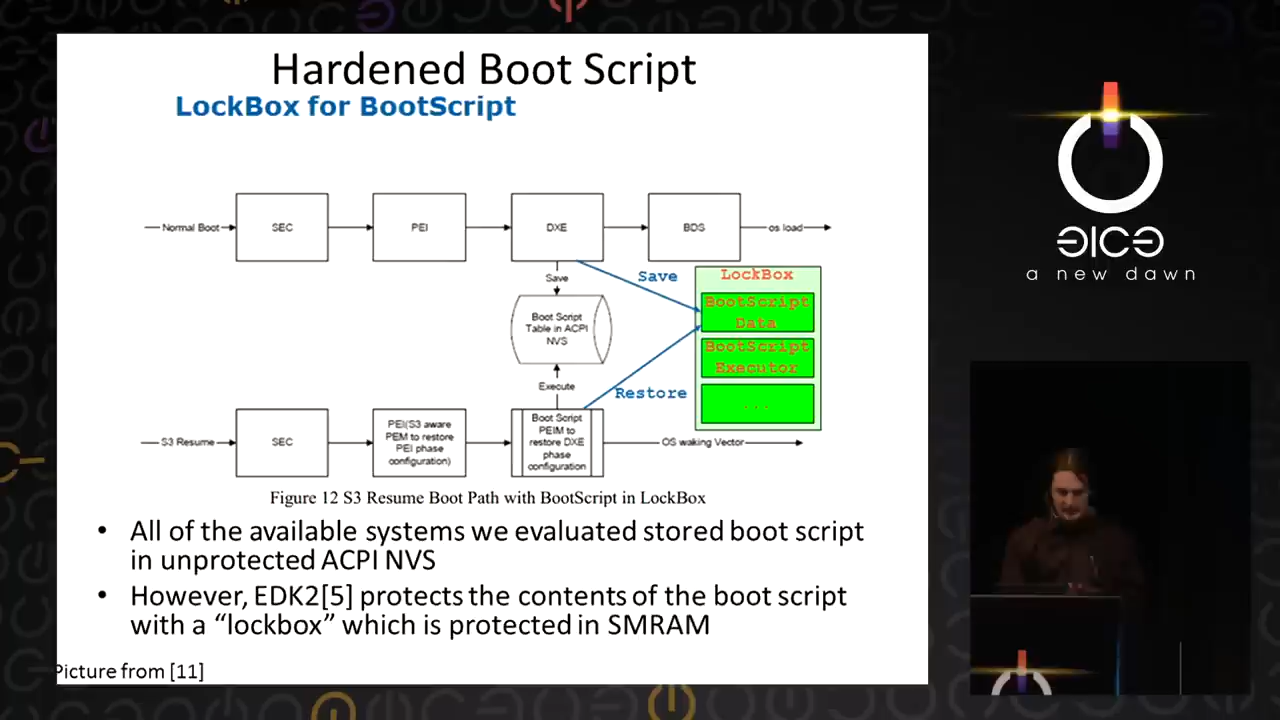 Hardened Boot Script
LockBox for BootScript
Normal Boot
SEC
PEI
DXE
BDS
os load
Save
Save
LockBox
BootScript
Data
BootScript
Executor
...
Boot Script
Table in ACPI
NVS
Execute
Restore
S3 Resume
SEC
PEI(S3 aware
PEM to restore
PEI phase
configuration)
Boot Script
PEIM to
restore DXE
phase
configuration
OS waking Vector
Figure 12 S3 Resume Boot Path with BootScript in LockBox
• All of the available systems we evaluated stored boot script
in unprotected ACPI NVS
• However, EDK2[5] protects the contents of the boot script
with a “lockbox” which is protected in SMRAM
Picture from [11]
a new dawn